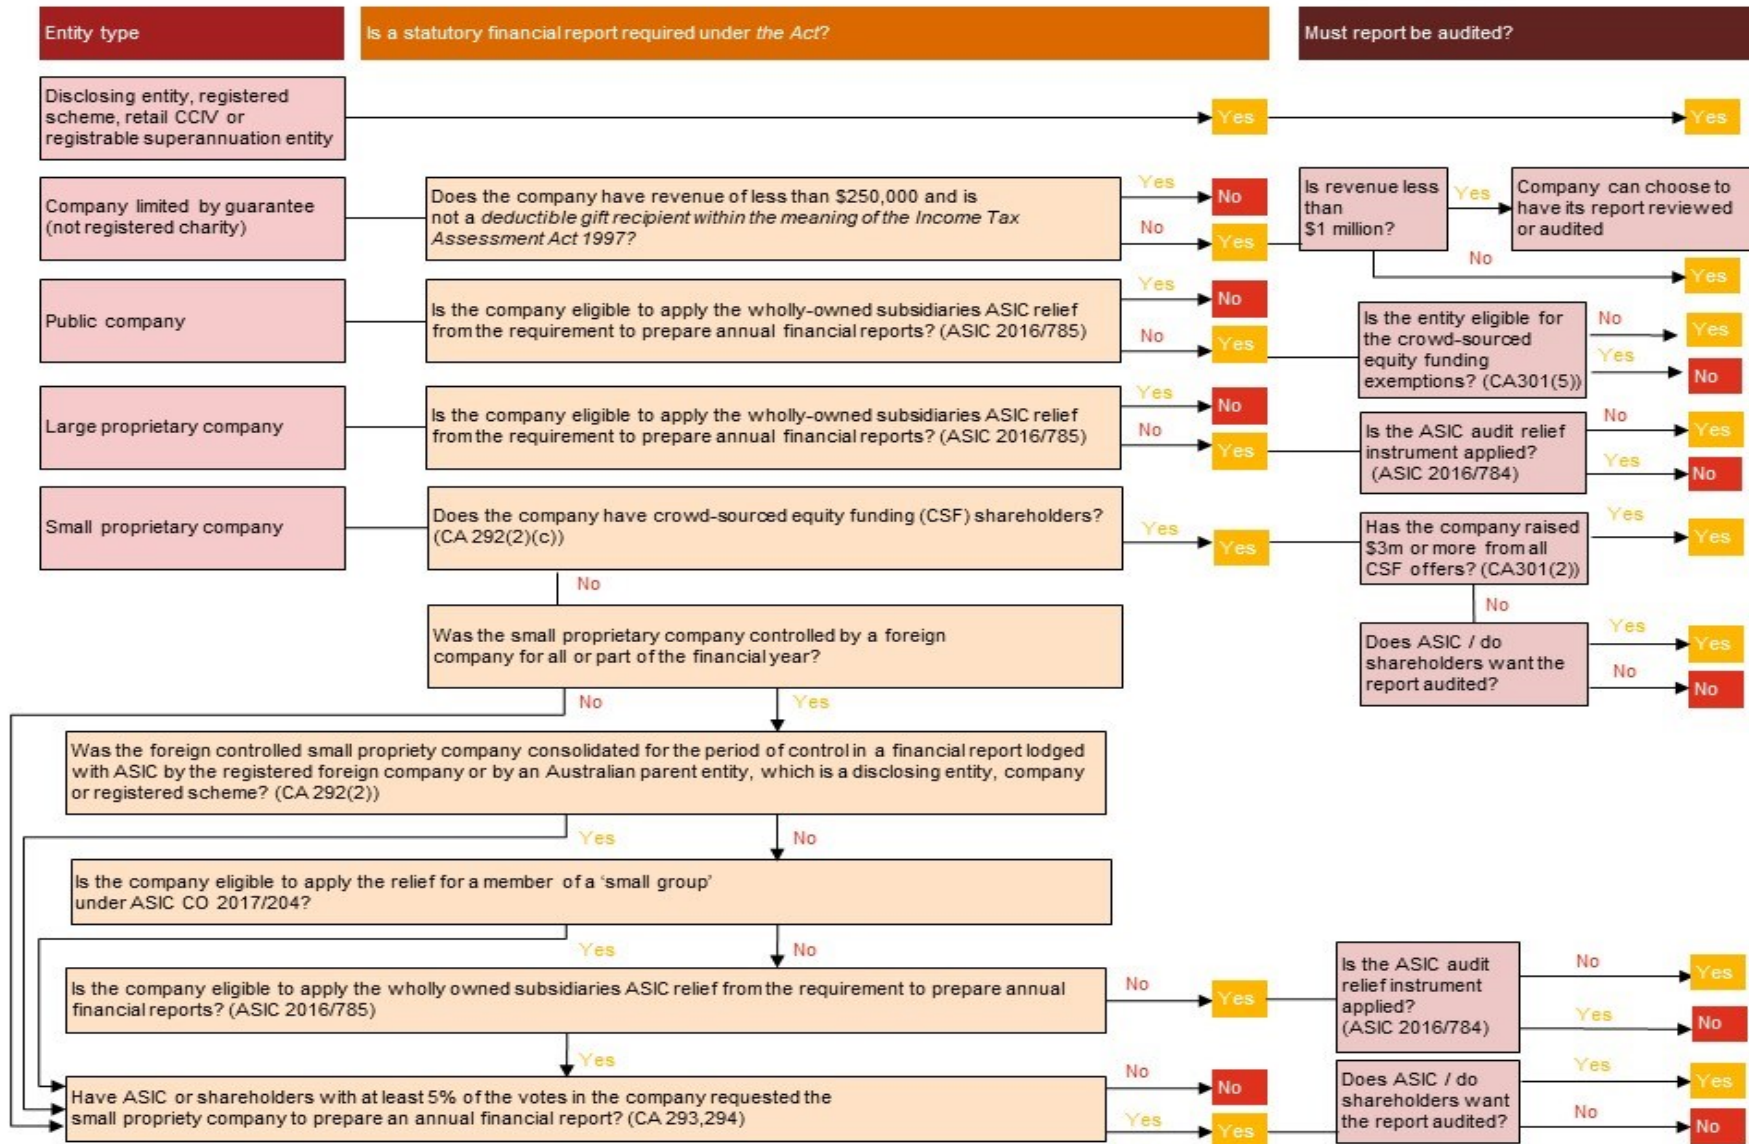 Entity type
Is a statutory financial report required under the Act?
Must report be audited?
Disclosing entity, registered
scheme, retail CCIV or
registrable superannuation entity
Yes
Yes
Company limited by guarantee
(not registered charity)
Does the company have revenue of less than $250,000 and is
not a deductible gift recipient within the meaning of the Income Tax
Assessment Act 1997?
Yes
No
No
Yes
Is revenue less
than
$1 million?
Yes
Company can choose to
have its report reviewed
or audited
No
Yes
Public company
Is the company eligible to apply the wholly-owned subsidiaries ASIC relief
from the requirement to prepare annual financial reports? (ASIC 2016/785)
Yes
No
No
Yes
Is the entity eligible for
the crowd-sourced
equity funding
exemptions? (CA301(5))
No
Yes
Yes
No
Large proprietary company
Is the company eligible to apply the wholly-owned subsidiaries ASIC relief
from the requirement to prepare annual financial reports? (ASIC 2016/785)
Yes
No
No
Yes
Is the ASIC audit relief
instrument applied?
(ASIC 2016/784)
No
Yes
Yes
No
Small proprietary company
Does the company have crowd-sourced equity funding (CSF) shareholders?
(CA 292(2)(c))
Yes
Yes
Has the company raised
$3m or more from all
CSF offers? (CA301(2))
Yes
Yes
No
No
Does ASIC / do
shareholders want the
report audited?
Yes
Yes
No
No
Was the small proprietary company controlled by a foreign
company for all or part of the financial year?
No
Yes
Was the foreign controlled small propriety company consolidated for the period of control in a financial report lodged
with ASIC by the registered foreign company or by an Australian parent entity, which is a disclosing entity, company
or registered scheme? (CA 292(2))
Yes
No
Is the company eligible to apply the relief for a member of a ‘small group’
under ASIC CO 2017/204?
Yes
No
Is the company eligible to apply the wholly owned subsidiaries ASIC relief from the requirement to prepare annual
financial reports? (ASIC 2016/785)
No
Yes
Is the ASIC audit
relief instrument
applied?
(ASIC 2016/784)
No
Yes
Yes
No
Yes
Have ASIC or shareholders with at least 5% of the votes in the company requested the
small propriety company to prepare an annual financial report? (CA 293,294)
No
No
Yes
Yes
Does ASIC / do
shareholders want
the report audited?
Yes
Yes
No
No